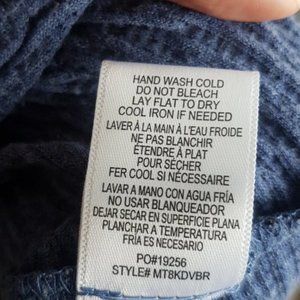 HAND WASH COLD
DO NOT BLEACH
LAY FLAT TO DRY
COOL IRON IF NEEDED
LAVER À LA MAIN À L'EAU FROIDE
NE PAS BLANCHIR
ÉTENDRE À PLAT
POUR SÉCHER
FER COOL SI NÉCESSAIRE
LAVAR A MANO CON AGUA FRÍA
NO USAR BLANQUEADOR
DEJAR SECAR EN SUPERFICIE PLANA
PLANCHAR A TEMPERATURA
FRÍA ES NECESARIO
PO#19256
STYLE# MT8KDVBR